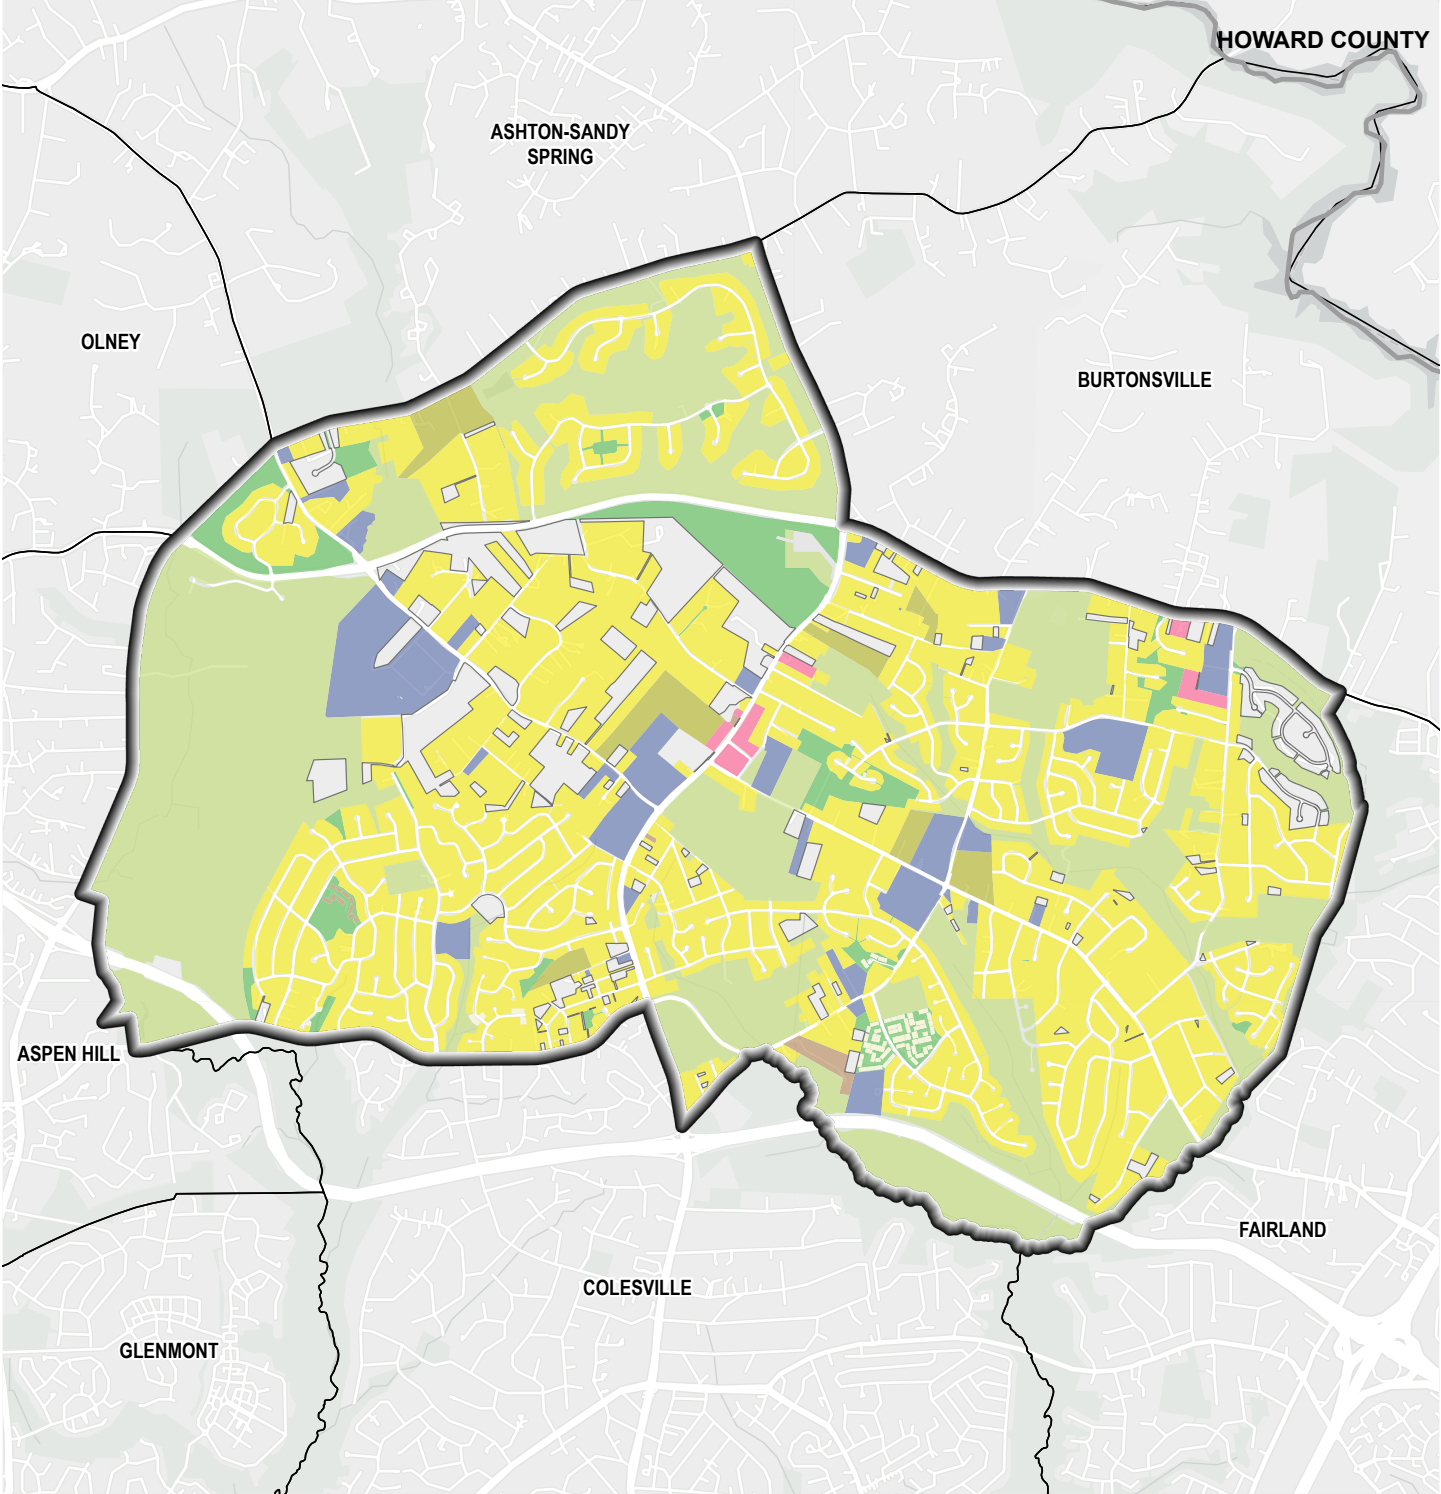 HOWARD COUNTY
ASHTON-SANDY
SPRING
OLNEY
BURTONSVILLE
ASPEN HILL
FAIRLAND
COLESVILLE
GLENMONT